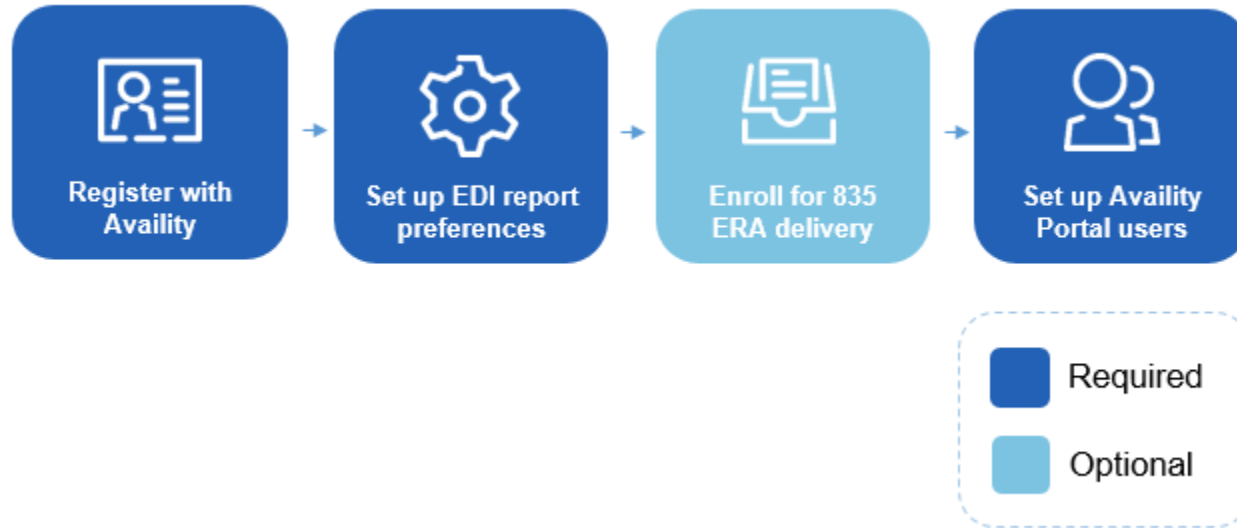 Register with
Availity
Set up EDI report
preferences
Enroll for 835
ERA delivery
Set up Availity
Portal users
Required
Optional